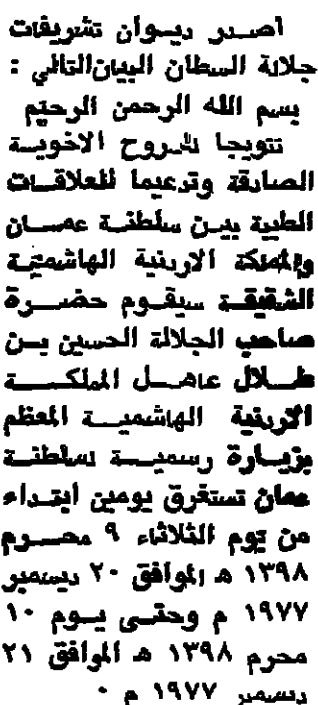 اصدر ديوان تشريفات
جلالة السلطان البيان التالي :
بسم الله الرحمن الرحيم
تتويجا للروح الاخوية
الصادقة وتدعيما للعلاقات
الطيبة بين سلطنة عمان
والمملكة الاردنية الهاشمية
الشقيقة سيقوم حضرة
صاحب الجلالة الحسين بن
طلال عاهل المملكة
الأردنية الهاشمية المعظم
بزيارة رسمية لسلطنة
عمان تستغرق يومين ابتداء
من يوم الثلاثاء ٩ محرم
١٣٩٨ هـ الموافق ٢٠ ديسمبر
١٩٧٧ م وحتى يوم ١٠
محرم ١٣٩٨ هـ الموافق ٢١
ديسمبر ١٩٧٧ م ٠